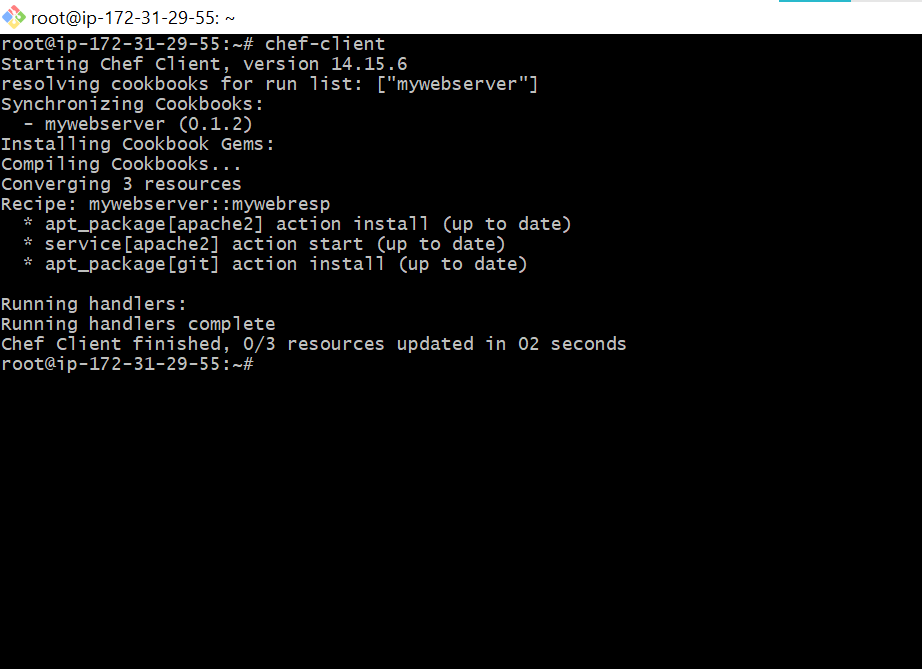 root@ip-172-31-29-55: ~
root@ip-172-31-29-55:~# chef-client
Starting Chef Client, version 14.15.6
resolving cookbooks for run list: ["mywebserver"]
Synchronizing Cookbooks:
  - mywebserver (0.1.2)
Installing Cookbook Gems:
Compiling Cookbooks...
Converging 3 resources
Recipe: mywebserver::mywebresp
  * apt_package[apache2] action install (up to date)
  * service[apache2] action start (up to date)
  * apt_package[git] action install (up to date)

Running handlers:
Running handlers complete
Chef Client finished, 0/3 resources updated in 02 seconds
root@ip-172-31-29-55:~#